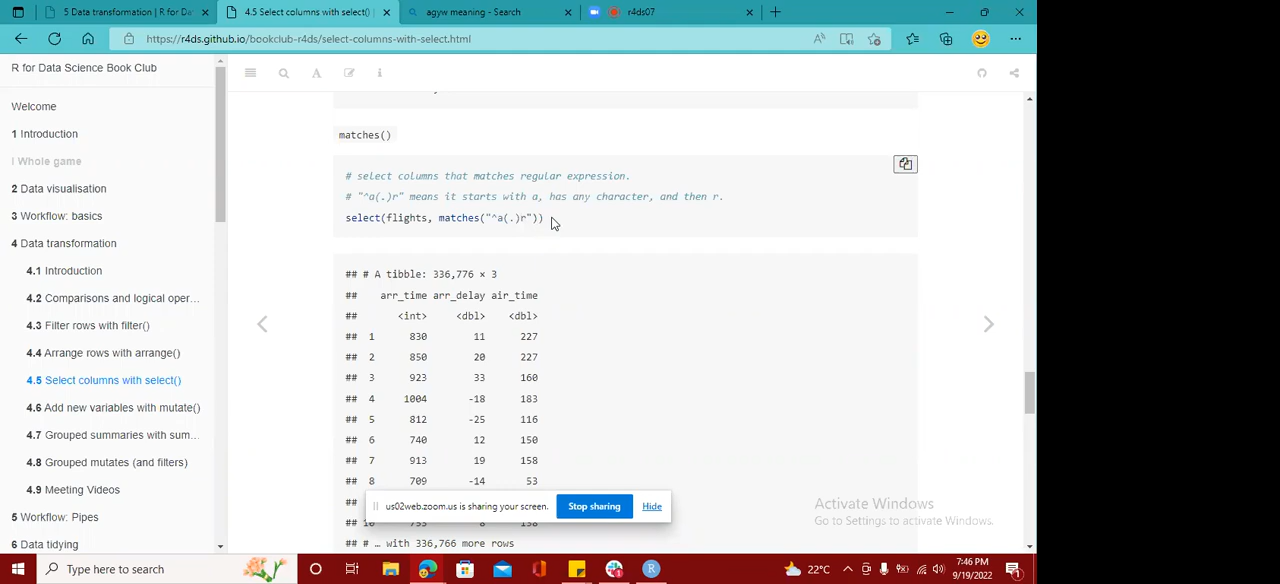 5 Data transformation | R for Da
4.5 Select columns with select() |
agyw meaning - Search
r4ds07
https://r4ds.github.io/bookclub-r4ds/select-columns-with-select.html
R for Data Science Book Club
Welcome
1 Introduction
I Whole game
2 Data visualisation
3 Workflow: basics
4 Data transformation
4.1 Introduction
4.2 Comparisons and logical oper...
4.3 Filter rows with filter()
4.4 Arrange rows with arrange()
4.5 Select columns with select()
4.6 Add new variables with mutate()
4.7 Grouped summaries with sum...
4.8 Grouped mutates (and filters)
4.9 Meeting Videos
5 Workflow: Pipes
6 Data tidying
matches()
# select columns that matches regular expression.
# "^a(.)r" means it starts with a, has any character, and then r.
select(flights, matches("^a(.)r"))
## # A tibble: 336,776 × 3
## arr_time arr_delay air_time
## <int> <dbl> <dbl>
## 1 830 11 227
## 2 850 20 227
## 3 923 33 160
## 4 1004 -18 183
## 5 812 -25 116
## 6 740 12 150
## 7 913 19 158
## 8 709 -14 53
##
## 10 753 8 138
## # … with 336,766 more rows
us02web.zoom.us is sharing your screen.
Stop sharing
Hide
Activate Windows
Go to Settings to activate Windows.
Type here to search
22°C
7:46 PM
9/19/2022